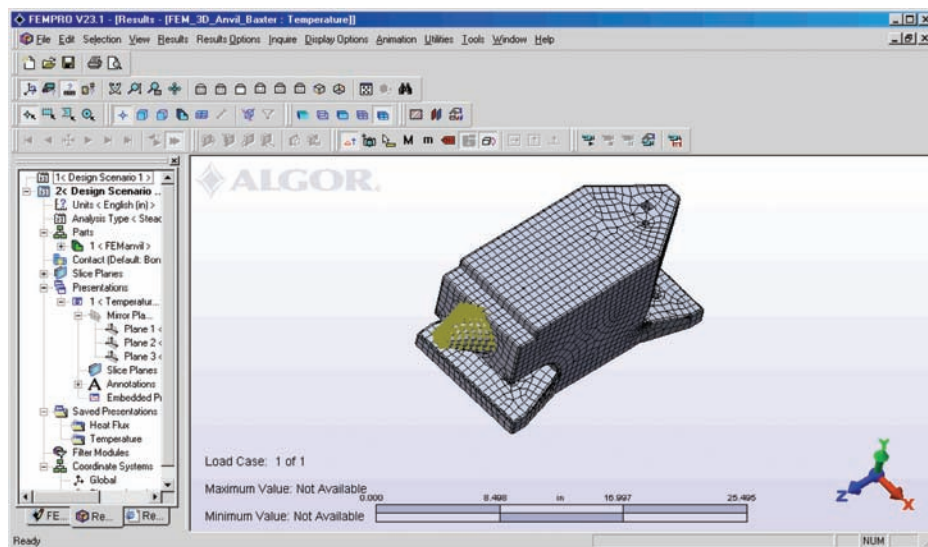 FEMPRO V23.1 - [Results - [FEM_3D_Anvil_Baxter : Temperature]]
File Edit Selection View Results Results Options Inquire Display Options Animation Utilities Tools Window Help
M m
1< Design Scenario 1 >
2< Design Scenario ...
Units < English (in) >
Analysis Type < Stead
Parts
1 < FEManvil >
Contact (Default: Bon
Slice Planes
Presentations
1 < Temperatur...
Mirror Pla...
Plane 1 <
Plane 2 <
Plane 3 <
Slice Planes
A Annotations
Embedded Pr
Saved Presentations
Heat Flux
Temperature
Filter Modules
Coordinate Systems
Global
FE... Re... Re...
ALGOR
Load Case: 1 of 1
Maximum Value: Not Available
0.000 8.498 in 16.997 25.495
Minimum Value: Not Available
Y
Z X
Ready NUM